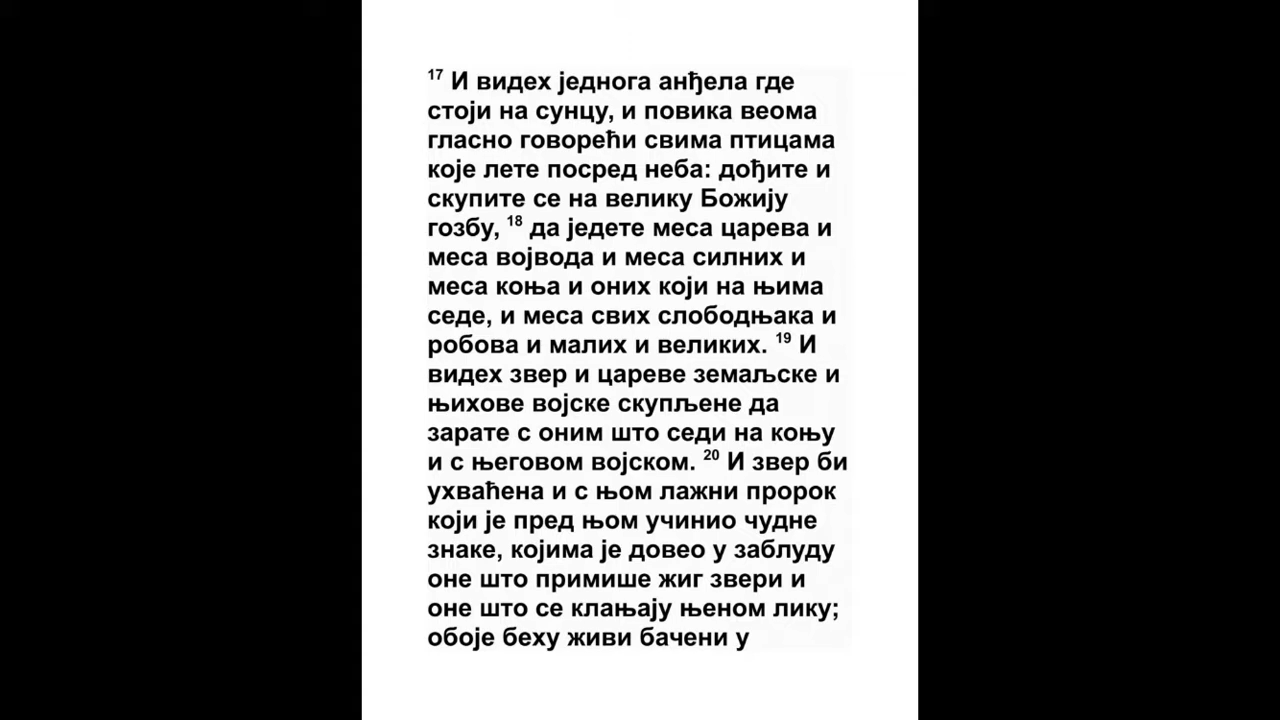 17 И видех једнога анђела где
стоји на сунцу, и повика веома
гласно говорећи свима птицама
које лете посред неба: дођите и
скупите се на велику Божију
гозбу, 18 да једете меса царева и
меса војвода и меса силних и
меса коња и оних који на њима
седе, и меса свих слободњака и
робова и малих и великих. 19 И
видех звер и цареве земаљске и
њихове војске скупљене да
зарате с оним што седи на коњу
и с његовом војском. 20 И звер би
ухваћена и с њом лажни пророк
који је пред њом учинио чудне
знаке, којима је довео у заблуду
оне што примише жиг звери и
оне што се клањају њеном лику;
обоје беху живи бачени у